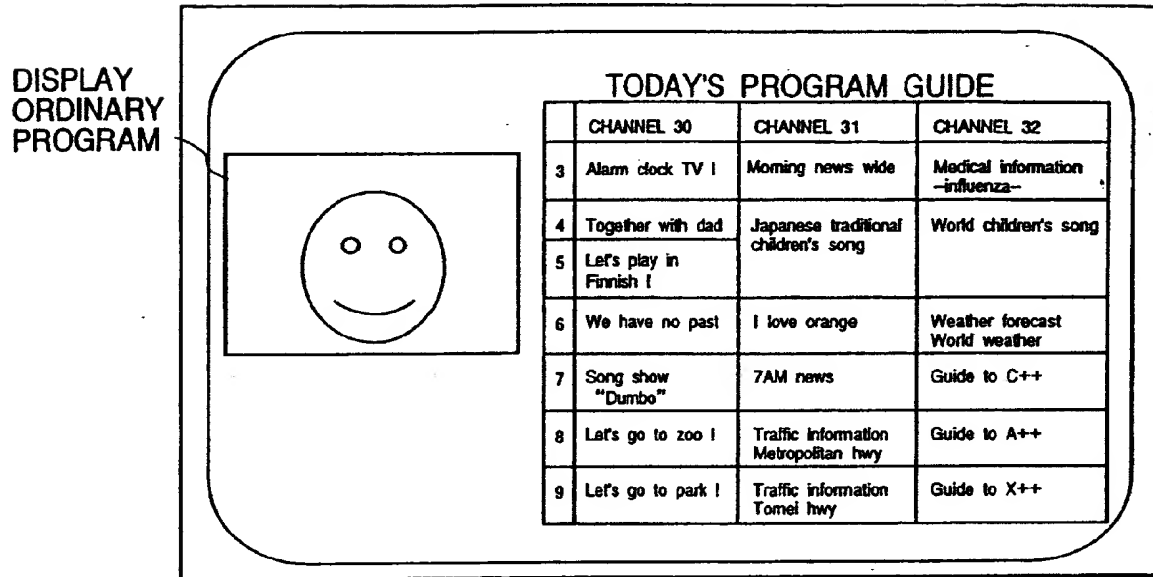 DISPLAY
ORDINARY
PROGRAM
TODAY'S PROGRAM GUIDE
CHANNEL 30 CHANNEL 31 CHANNEL 32
3 Alarm clock TV ! Morning news wide Medical information
–influenza–
4 Together with dad Japanese traditional World children's song
children's song
5 Let's play in
Finnish !
6 We have no past I love orange Weather forecast
World weather
7 Song show 7AM news Guide to C++
"Dumbo"
8 Let's go to zoo ! Traffic information Guide to A++
Metropolitan hwy
9 Let's go to park ! Traffic information Guide to X++
Tomei hwy